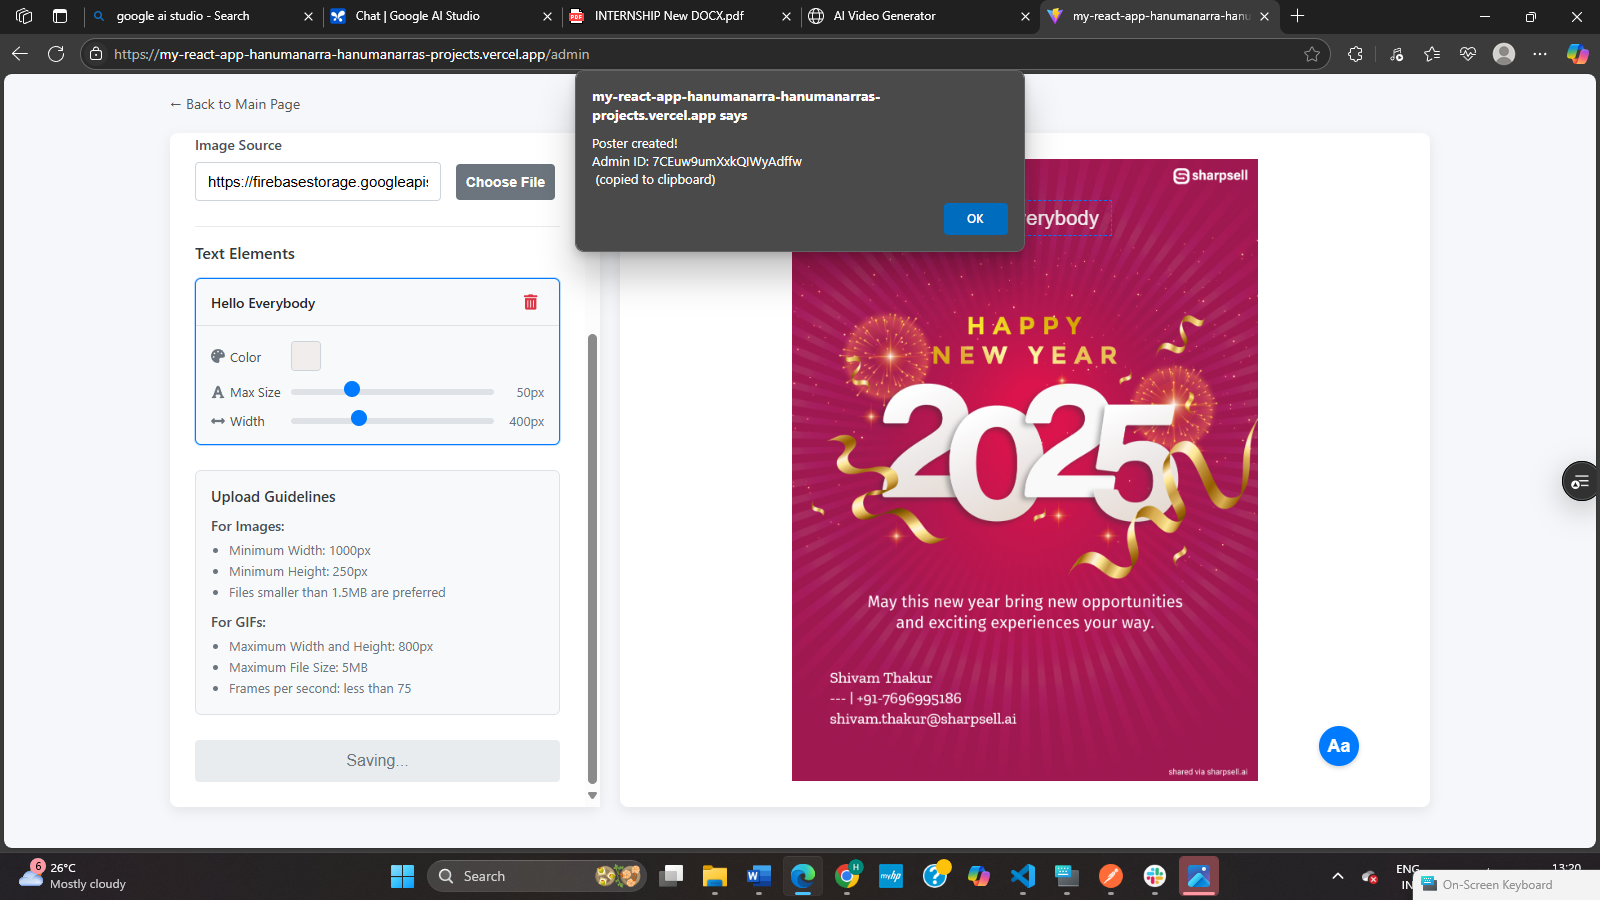 google ai studio - Search
Chat | Google AI Studio
INTERNSHIP New DOCX.pdf
AI Video Generator
my-react-app-hanumanarra-hanu
https://my-react-app-hanumanarra-hanumanarras-projects.vercel.app/admin
my-react-app-hanumanarra-hanumanarras-
projects.vercel.app says
Poster created!
Admin ID: 7CEuw9umXxkQIWyAdffw
(copied to clipboard)
OK
← Back to Main Page
Image Source
https://firebasestorage.googleapis
Choose File
Text Elements
Hello Everybody
Color
A Max Size
50px
Width
400px
Upload Guidelines
For Images:
• Minimum Width: 1000px
• Minimum Height: 250px
• Files smaller than 1.5MB are preferred
For GIFs:
• Maximum Width and Height: 800px
• Maximum File Size: 5MB
• Frames per second: less than 75
Saving...
sharpsell
erybody
HAPPY
NEW YEAR
2025
May this new year bring new opportunities
and exciting experiences your way.
Shivam Thakur
--- | +91-7696995186
shivam.thakur@sharpsell.ai
shared via sharpsell.ai
Aa
6
26°C
Mostly cloudy
Search
H
myhp
ENG
IN
13:20
On-Screen Keyboard